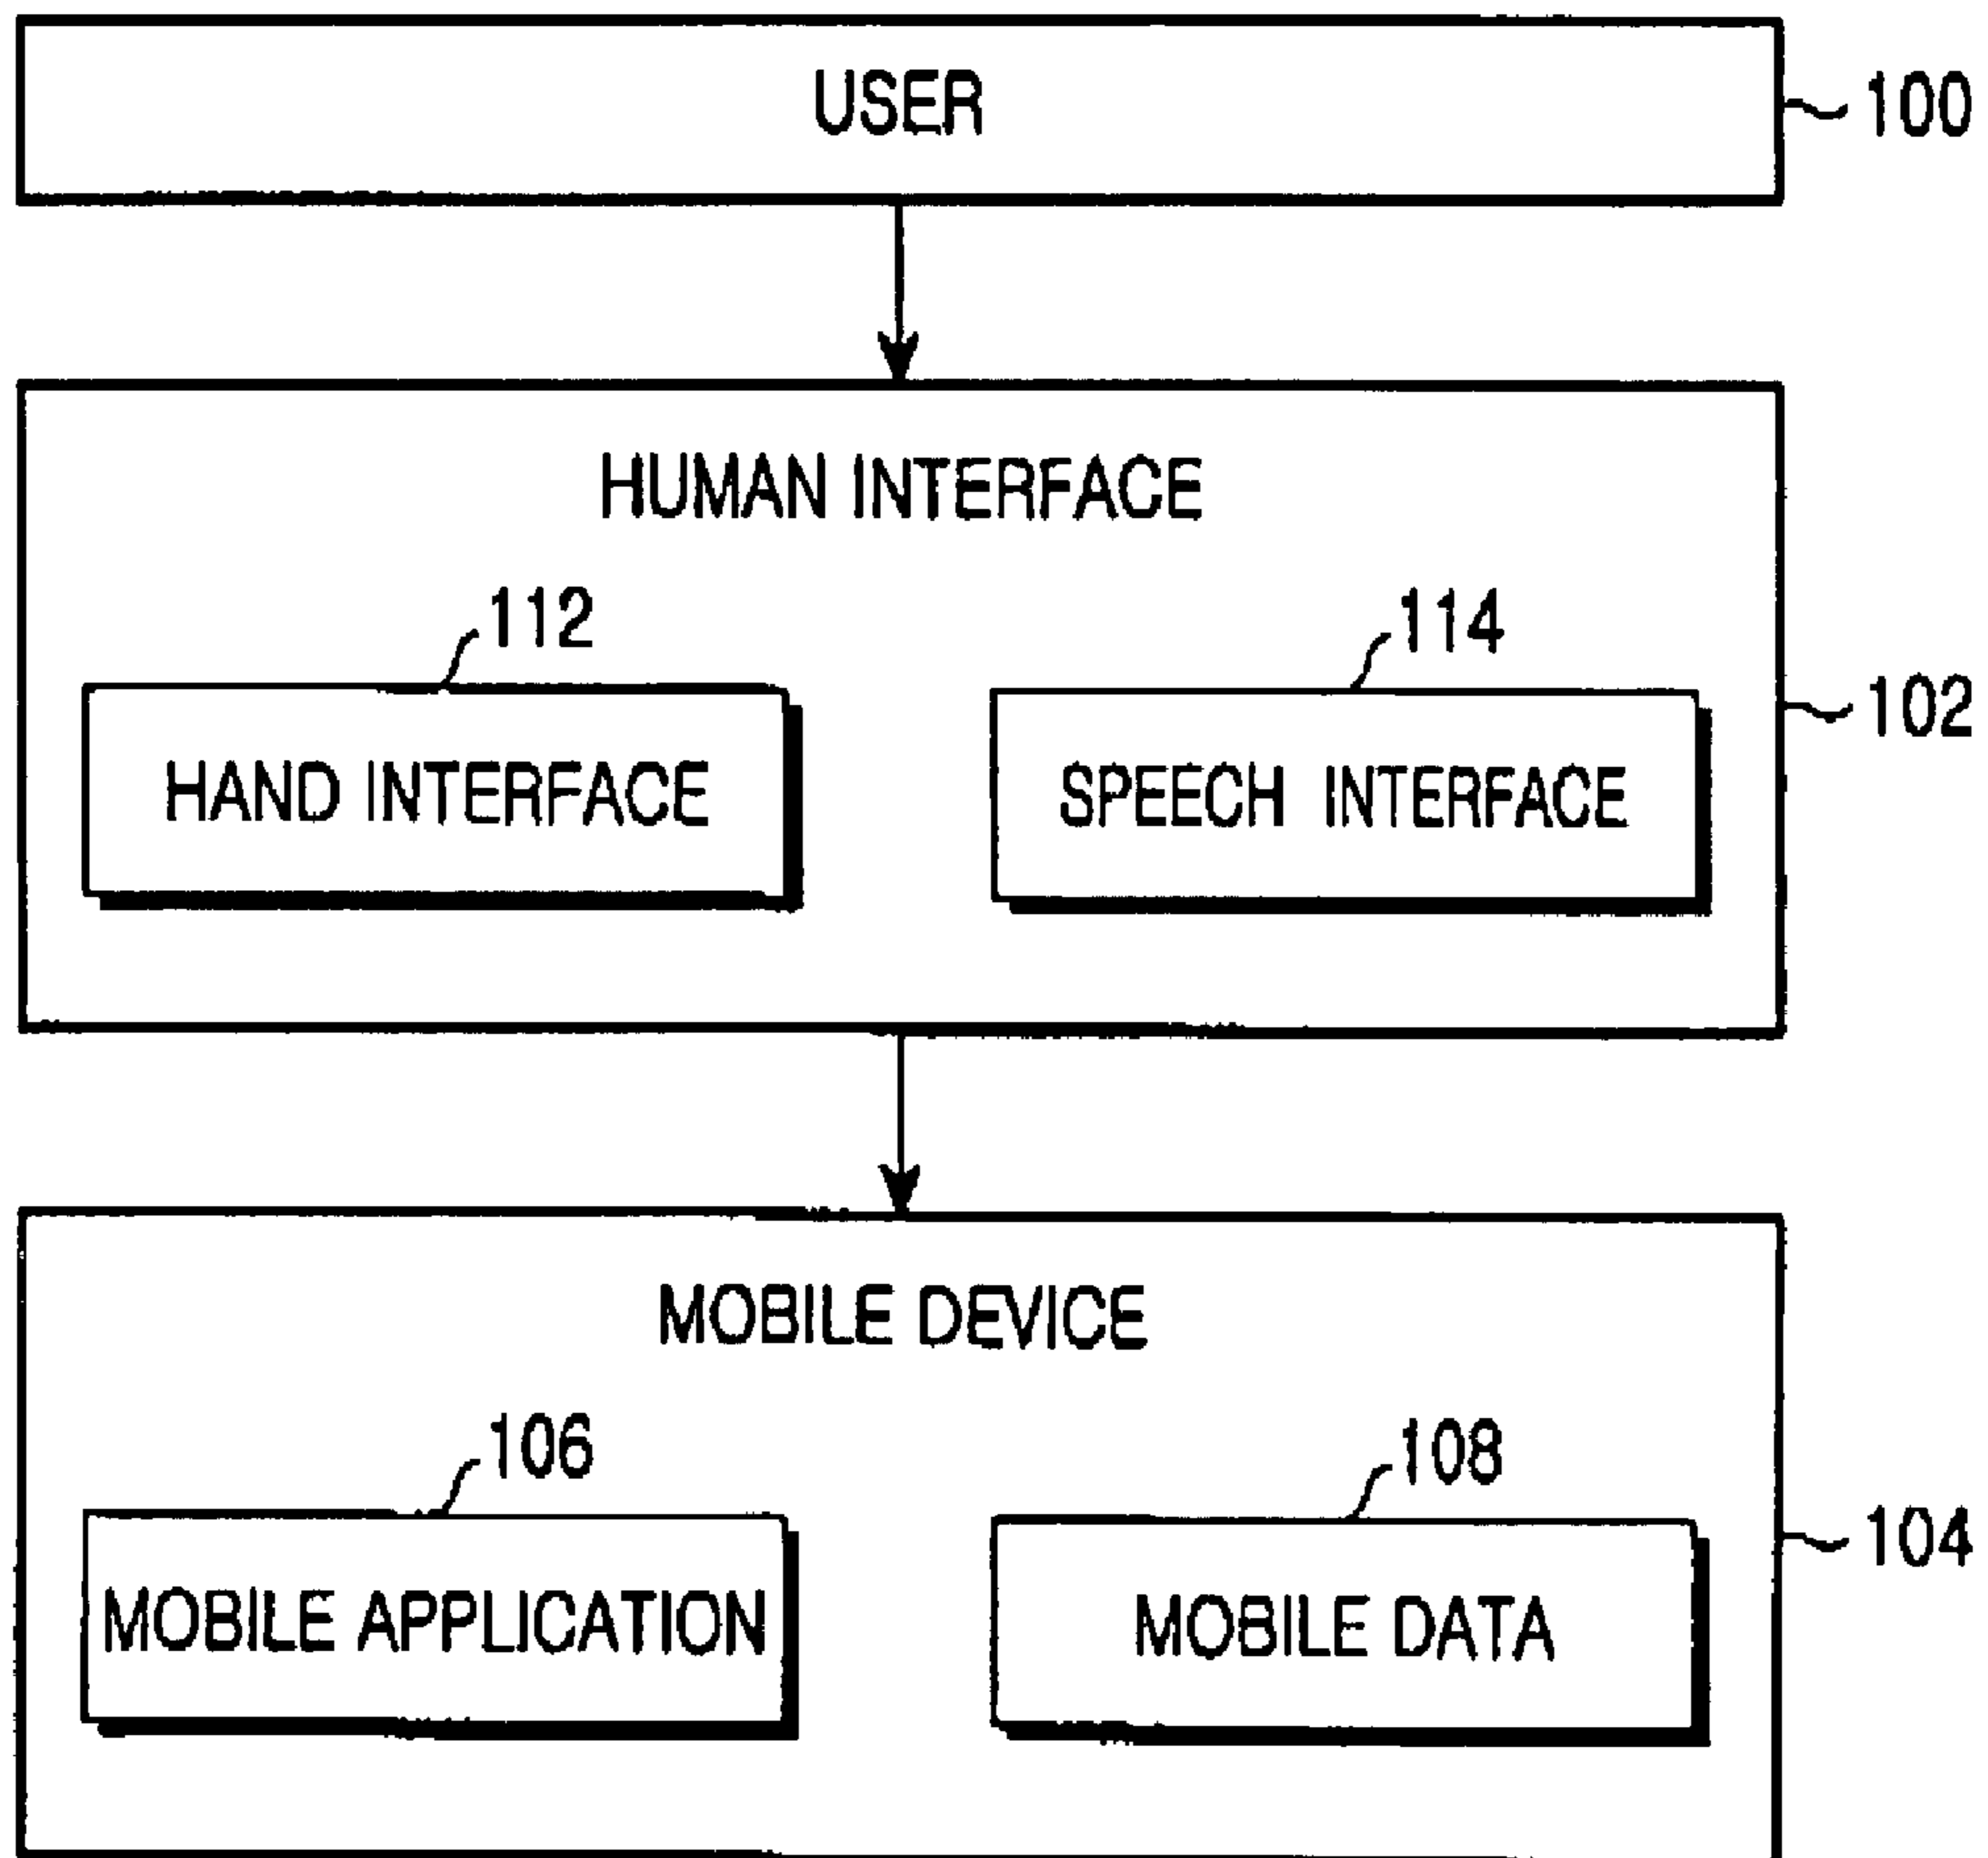 USER
100
HUMAN INTERFACE
112
114
102
HAND INTERFACE
SPEECH INTERFACE
MOBILE DEVICE
106
108
104
MOBILE APPLICATION
MOBILE DATA